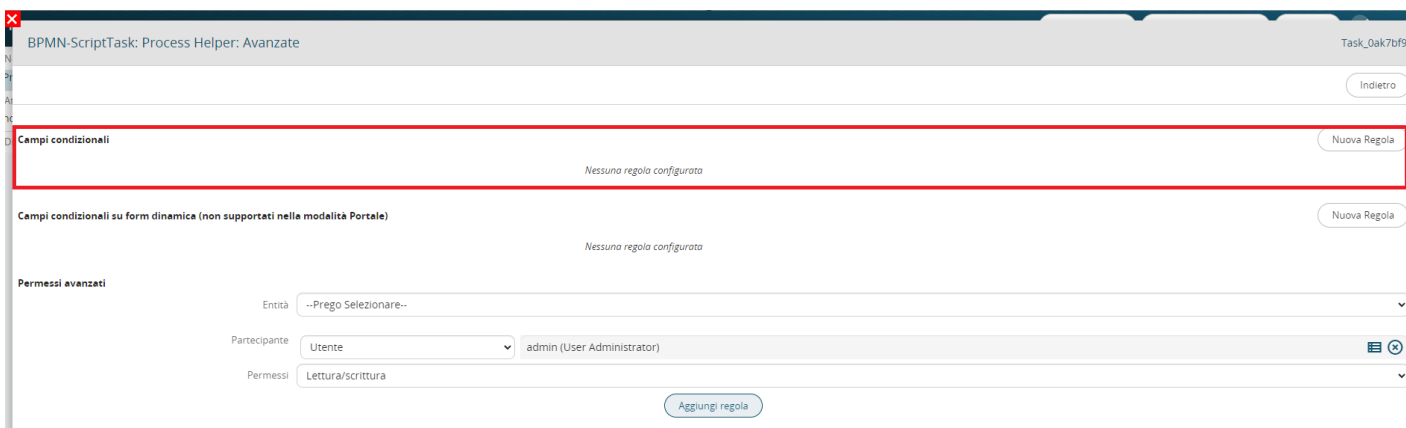 BPMN-ScriptTask: Process Helper: Avanzate Task_0ak7bf9
Indietro
Campi condizionali Nuova Regola
Nessuna regola configurata
Campi condizionali su form dinamica (non supportati nella modalità Portale) Nuova Regola
Nessuna regola configurata
Permessi avanzati
Entità --Prego Selezionare--
Partecipante Utente admin (User Administrator)
Permessi Lettura/scrittura
Aggiungi regola